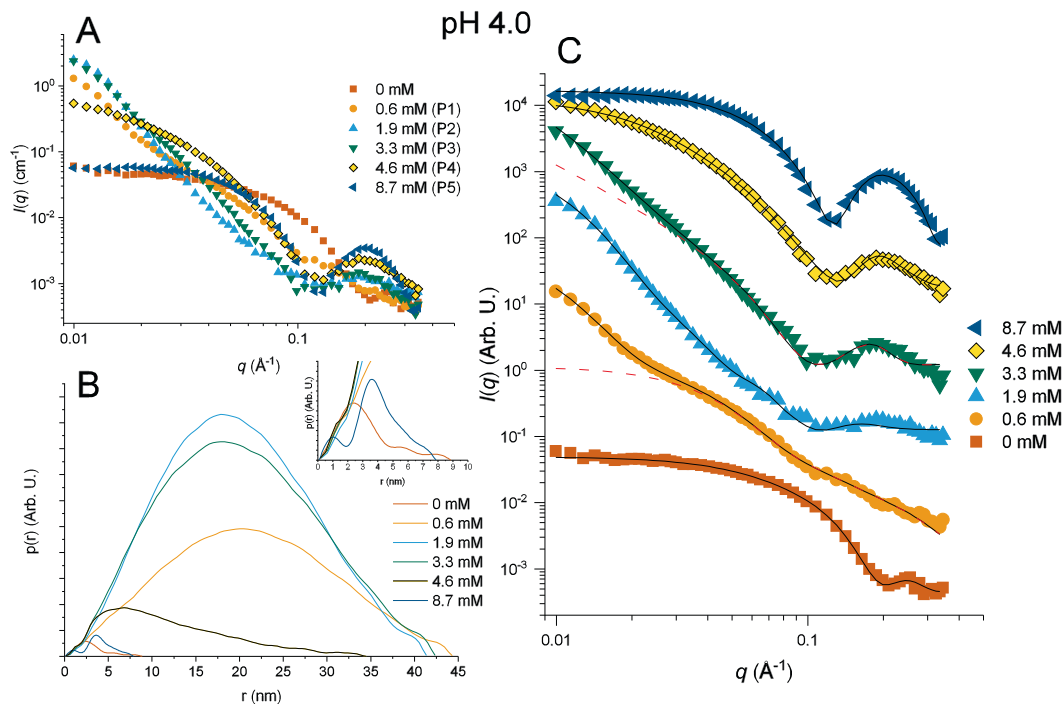 pH 4.0
A
10⁰
10⁻¹
10⁻²
10⁻³
I(q) (cm⁻¹)
0.01
0.1
q (Å⁻¹)
0 mM
0.6 mM (P1)
1.9 mM (P2)
3.3 mM (P3)
4.6 mM (P4)
8.7 mM (P5)
B
p(r) (Arb. U.)
0 5 10 15 20 25 30 35 40 45
r (nm)
p(r) (Arb. U.)
0 1 2 3 4 5 6 7 8 9 10
r (nm)
0 mM
0.6 mM
1.9 mM
3.3 mM
4.6 mM
8.7 mM
C
10⁴
10³
10²
10¹
10⁰
10⁻¹
10⁻²
10⁻³
I(q) (Arb. U.)
0.01
0.1
q (Å⁻¹)
8.7 mM
4.6 mM
3.3 mM
1.9 mM
0.6 mM
0 mM